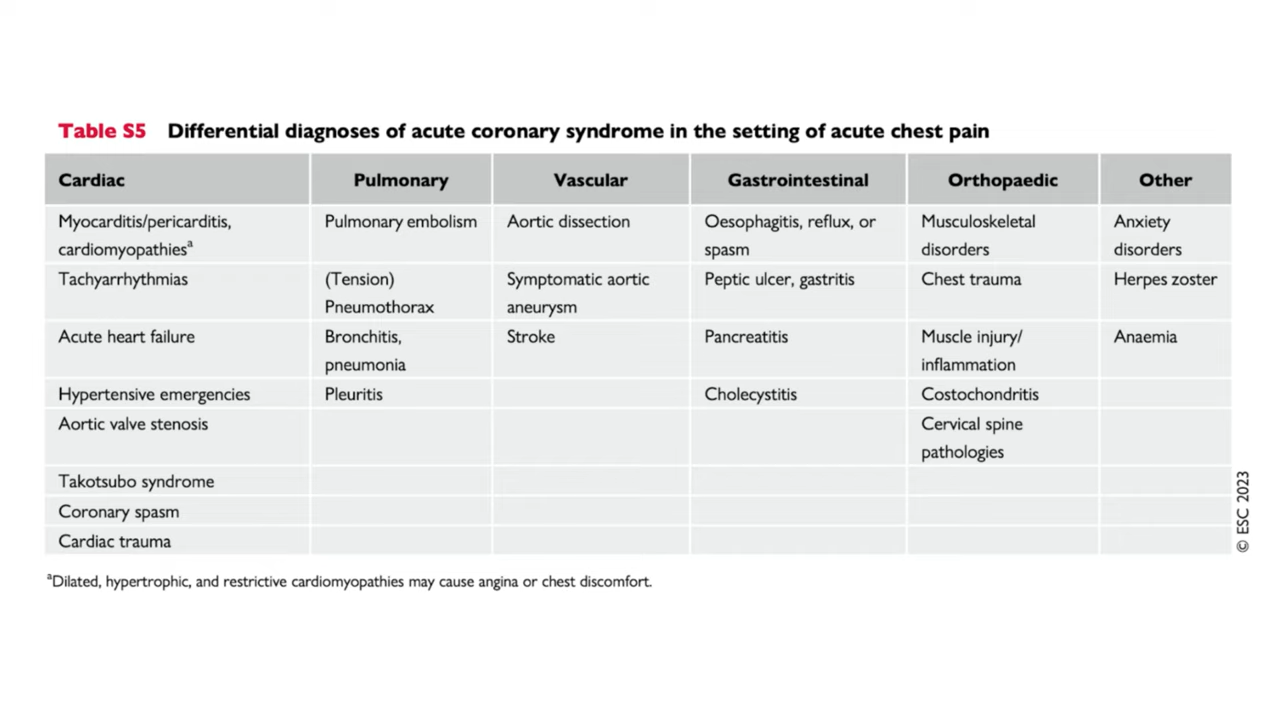 Table S5 Differential diagnoses of acute coronary syndrome in the setting of acute chest pain
Cardiac Pulmonary Vascular Gastrointestinal Orthopaedic Other
Myocarditis/pericarditis, Pulmonary embolism Aortic dissection Oesophagitis, reflux, or Musculoskeletal Anxiety
cardiomyopathiesa spasm disorders disorders
Tachyarrhythmias (Tension) Symptomatic aortic Peptic ulcer, gastritis Chest trauma Herpes zoster
Pneumothorax aneurysm
Acute heart failure Bronchitis, Stroke Pancreatitis Muscle injury/ Anaemia
pneumonia inflammation
Hypertensive emergencies Pleuritis Cholecystitis Costochondritis
Aortic valve stenosis Cervical spine
pathologies
Takotsubo syndrome
Coronary spasm
Cardiac trauma
© ESC 2023
aDilated, hypertrophic, and restrictive cardiomyopathies may cause angina or chest discomfort.